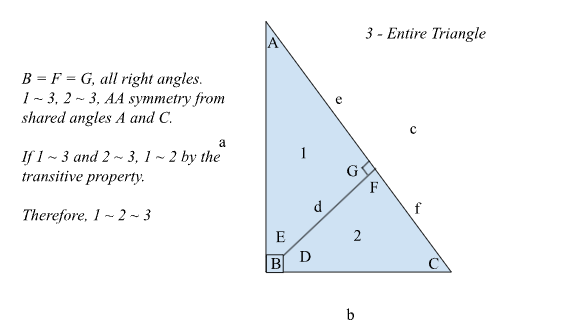 3 - Entire Triangle
A
B = F = G, all right angles.
1 ~ 3, 2 ~ 3, AA symmetry from
shared angles A and C.
e
c
a
If 1 ~ 3 and 2 ~ 3, 1 ~ 2 by the
transitive property.
1
G
F
d
f
Therefore, 1 ~ 2 ~ 3
E
2
B
D
C
b